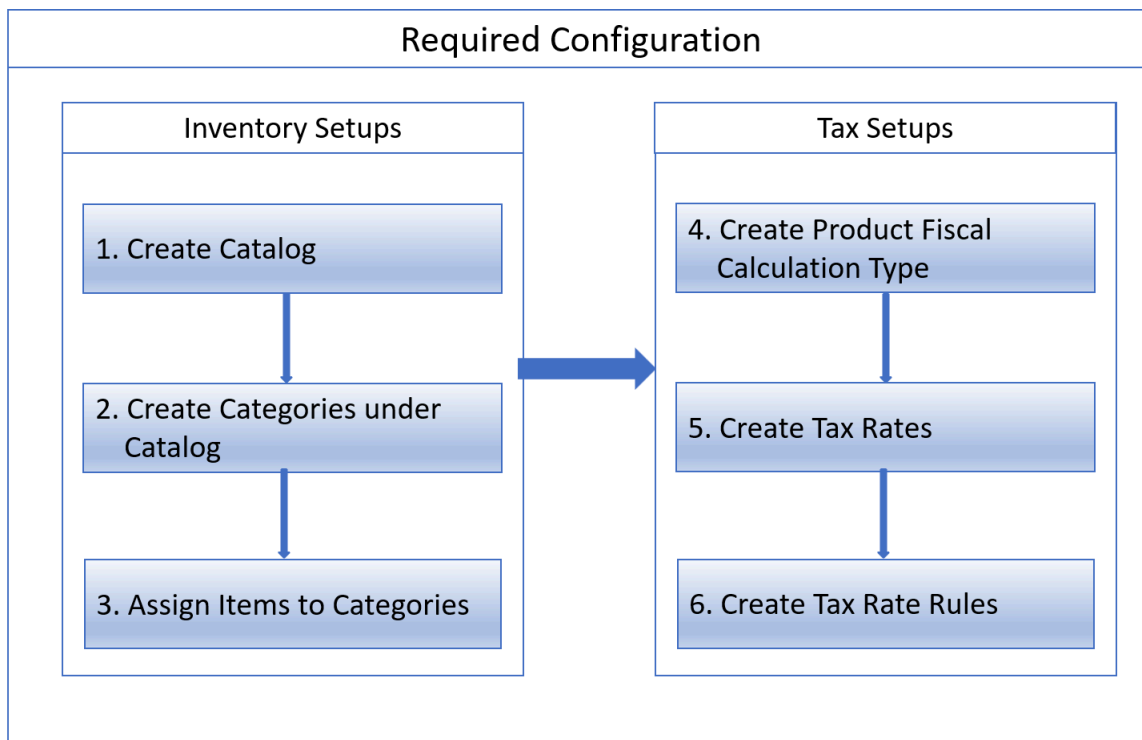 Required Configuration
Inventory Setups
1. Create Catalog
2. Create Categories under
Catalog
3. Assign Items to Categories
Tax Setups
4. Create Product Fiscal
Calculation Type
5. Create Tax Rates
6. Create Tax Rate Rules